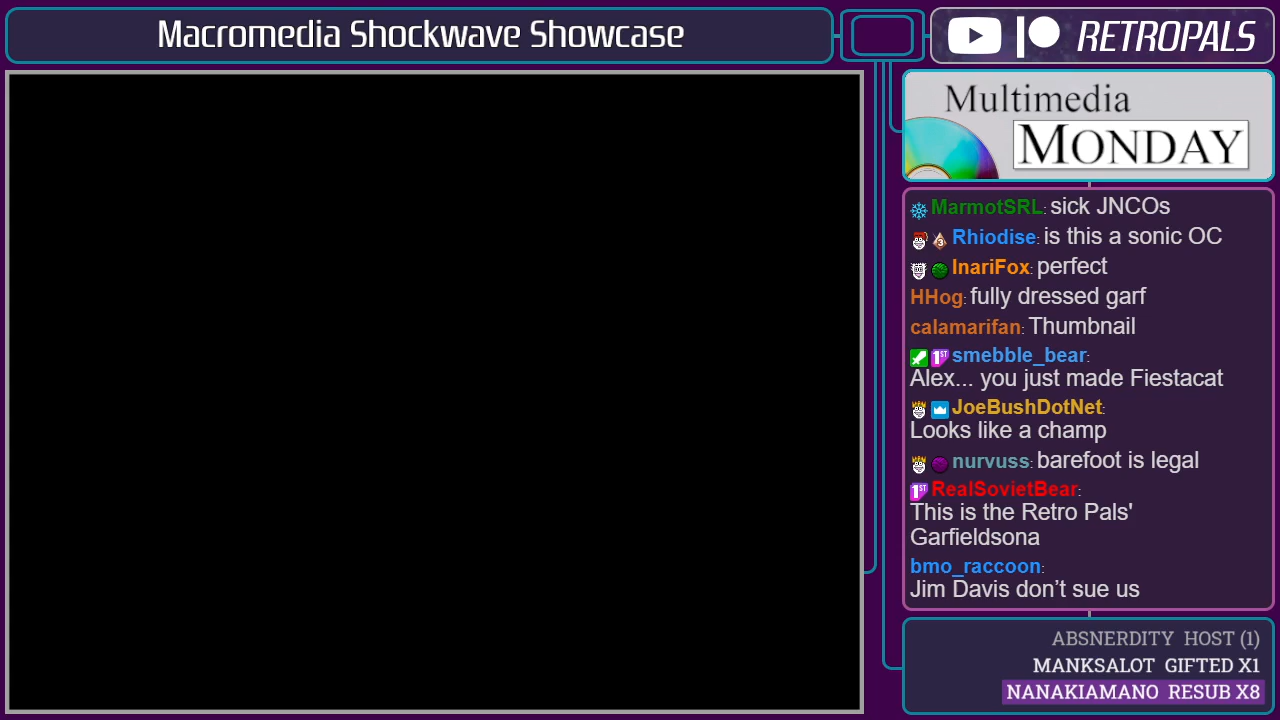 Macromedia Shockwave Showcase
RETROPALS
Multimedia
MONDAY
MarmotSRL: sick JNCOs
3 Rhiodise: is this a sonic OC
InariFox: perfect
HHog: fully dressed garf
calamarifan: Thumbnail
1ST smebble_bear:
Alex... you just made Fiestacat
JoeBushDotNet:
Looks like a champ
nurvuss: barefoot is legal
1ST RealSovietBear:
This is the Retro Pals'
Garfieldsona
bmo_raccoon:
Jim Davis don’t sue us
ABSNERDITY HOST (1)
MANKSALOT GIFTED X1
NANAKIAMANO RESUB X8